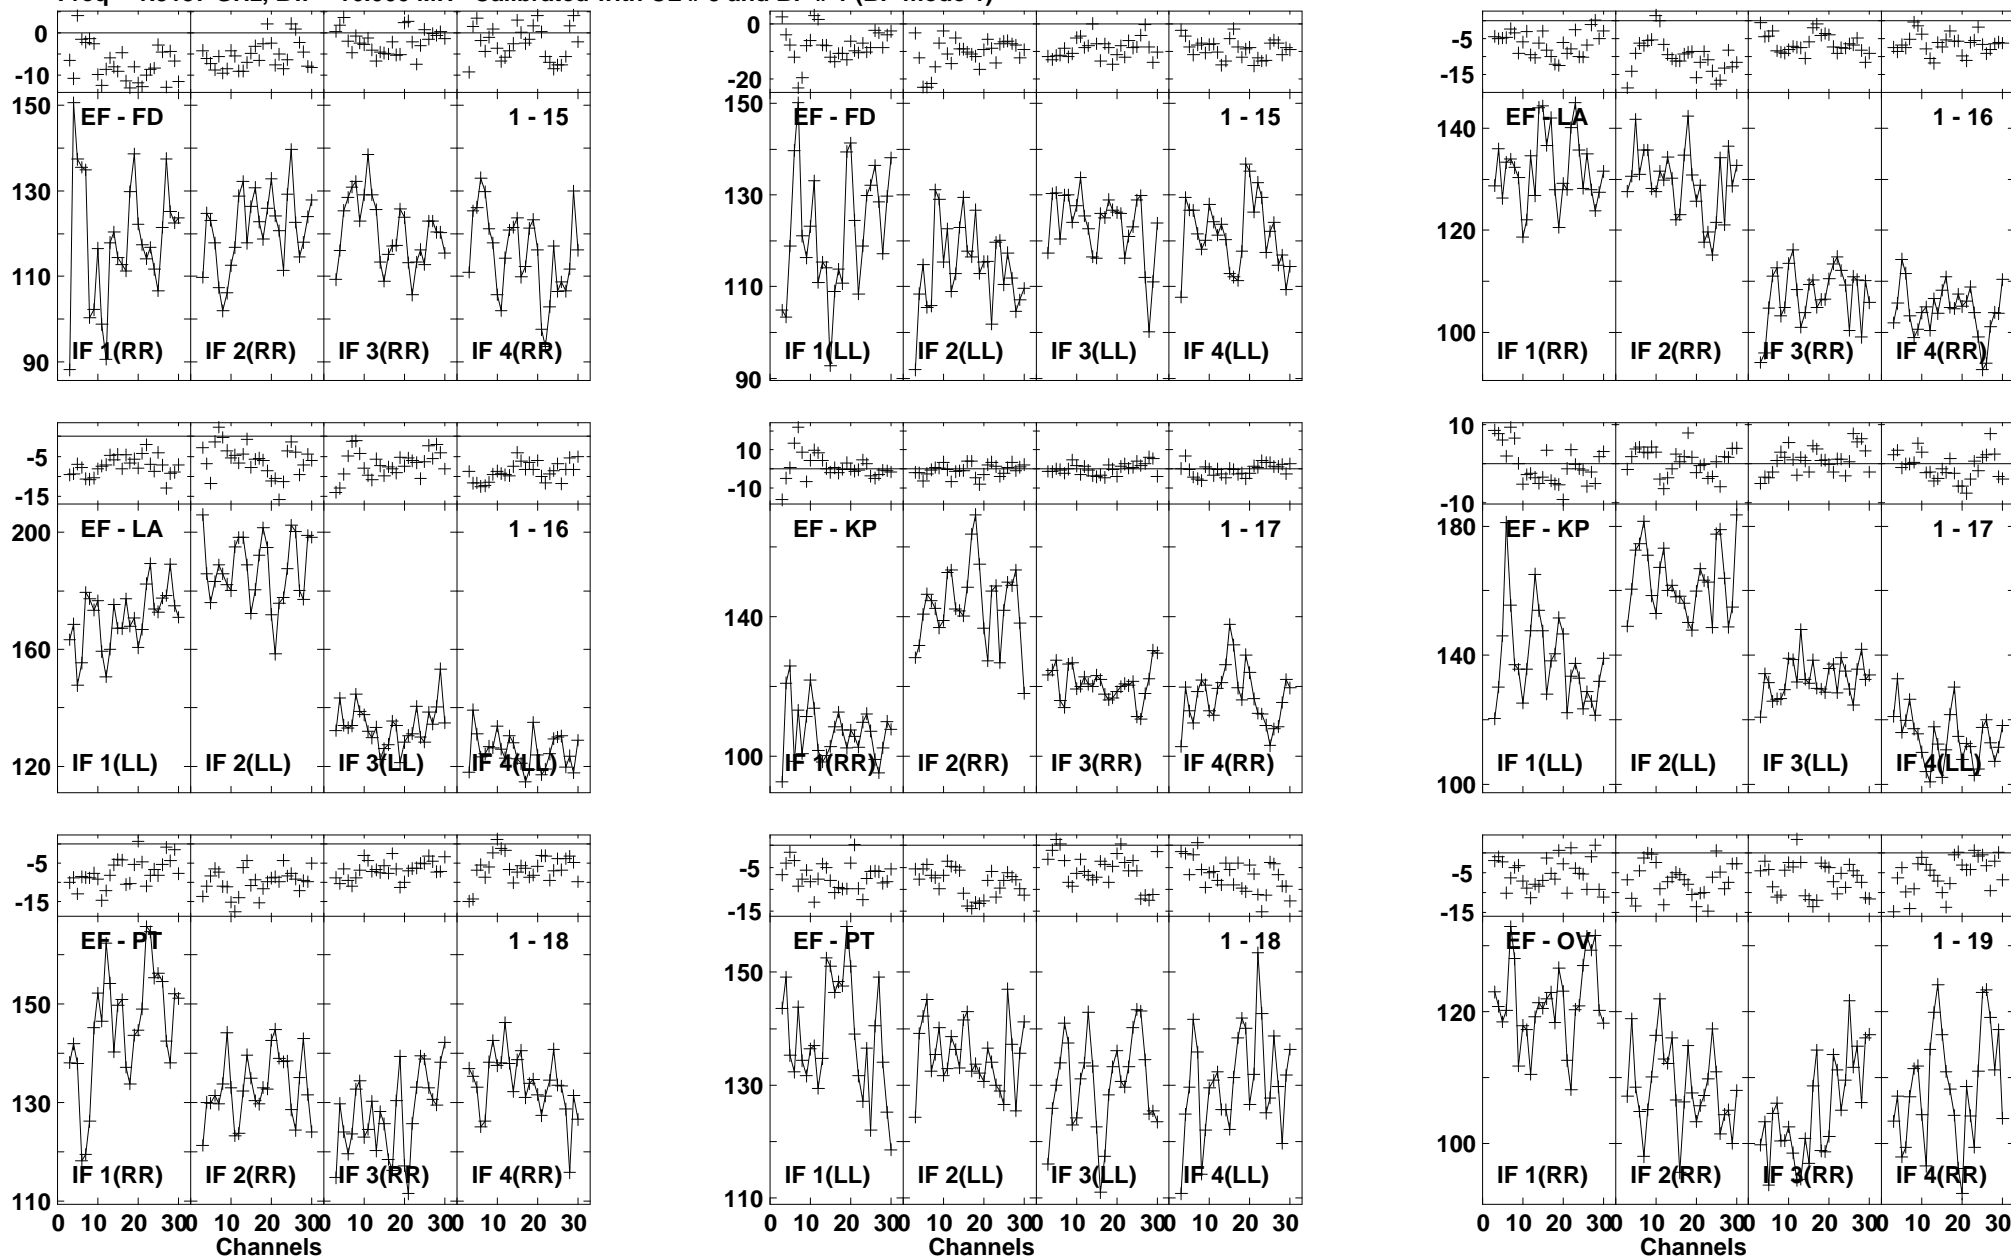 0
-10
150
130
110
90
EF - FD
1 - 15
IF 1(RR)
IF 2(RR)
IF 3(RR)
IF 4(RR)
0
-20
150
130
110
90
EF - FD
1 - 15
IF 1(LL)
IF 2(LL)
IF 3(LL)
IF 4(LL)
-5
-15
140
120
100
EF - LA
1 - 16
IF 1(RR)
IF 2(RR)
IF 3(RR)
IF 4(RR)
-5
-15
200
160
120
EF - LA
1 - 16
IF 1(LL)
IF 2(LL)
IF 3(LL)
IF 4(LL)
10
-10
140
100
EF - KP
1 - 17
IF 1(RR)
IF 2(RR)
IF 3(RR)
IF 4(RR)
10
-10
180
140
100
EF - KP
1 - 17
IF 1(LL)
IF 2(LL)
IF 3(LL)
IF 4(LL)
-5
-15
150
130
110
EF - PT
1 - 18
IF 1(RR)
IF 2(RR)
IF 3(RR)
IF 4(RR)
0 10 20 30 0 10 20 30 0 10 20 30 0 10 20 30
Channels
-5
-15
150
130
110
EF - PT
1 - 18
IF 1(LL)
IF 2(LL)
IF 3(LL)
IF 4(LL)
0 10 20 30 0 10 20 30 0 10 20 30 0 10 20 30
Channels
-5
-15
120
100
EF - OV
1 - 19
IF 1(RR)
IF 2(RR)
IF 3(RR)
IF 4(RR)
0 10 20 30 0 10 20 30 0 10 20 30 0 10 20 30
Channels